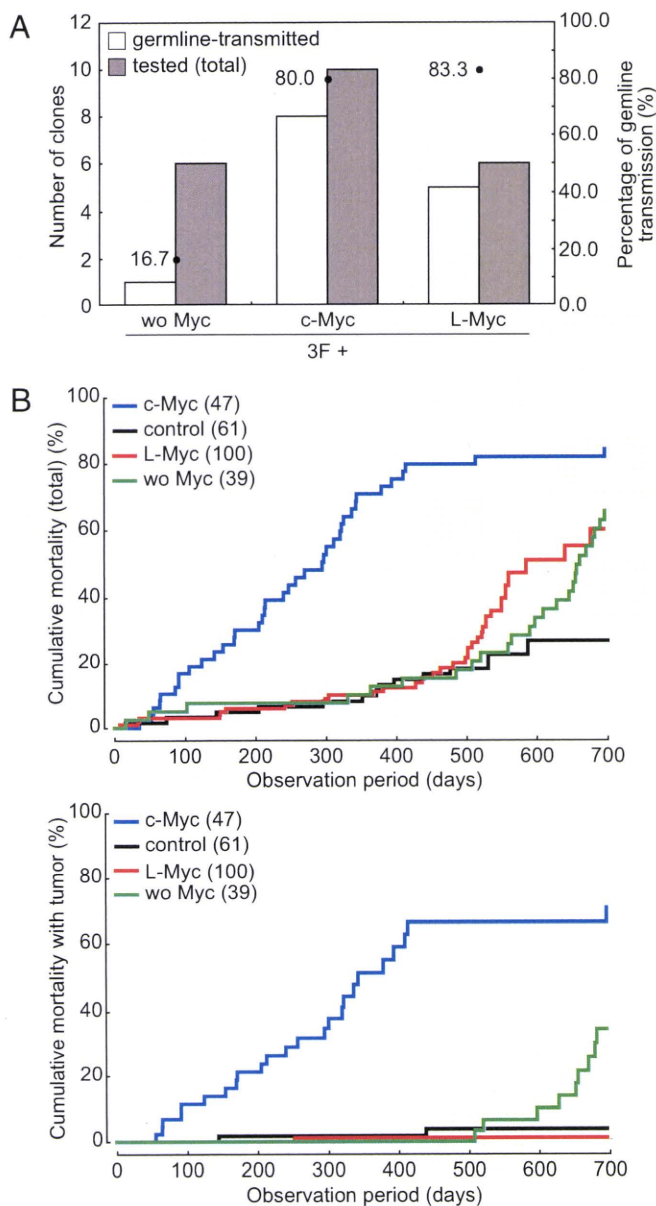 A
12
10
8
6
4
2
0
Number of clones
germline-transmitted
tested (total)
16.7
80.0
83.3
100.0
80.0
60.0
40.0
20.0
0.0
Percentage of gemline
transmission (%)
wo Myc c-Myc L-Myc
3F +
B
100
80
60
40
20
0
Cumulative mortality (total) (%)
c-Myc (47)
control (61)
L-Myc (100)
wo Myc (39)
0 100 200 300 400 500 600 700
Observation period (days)
100
80
60
40
20
0
Cumulative mortality with tumor (%)
c-Myc (47)
control (61)
L-Myc (100)
wo Myc (39)
0 100 200 300 400 500 600 700
Observation period (days)